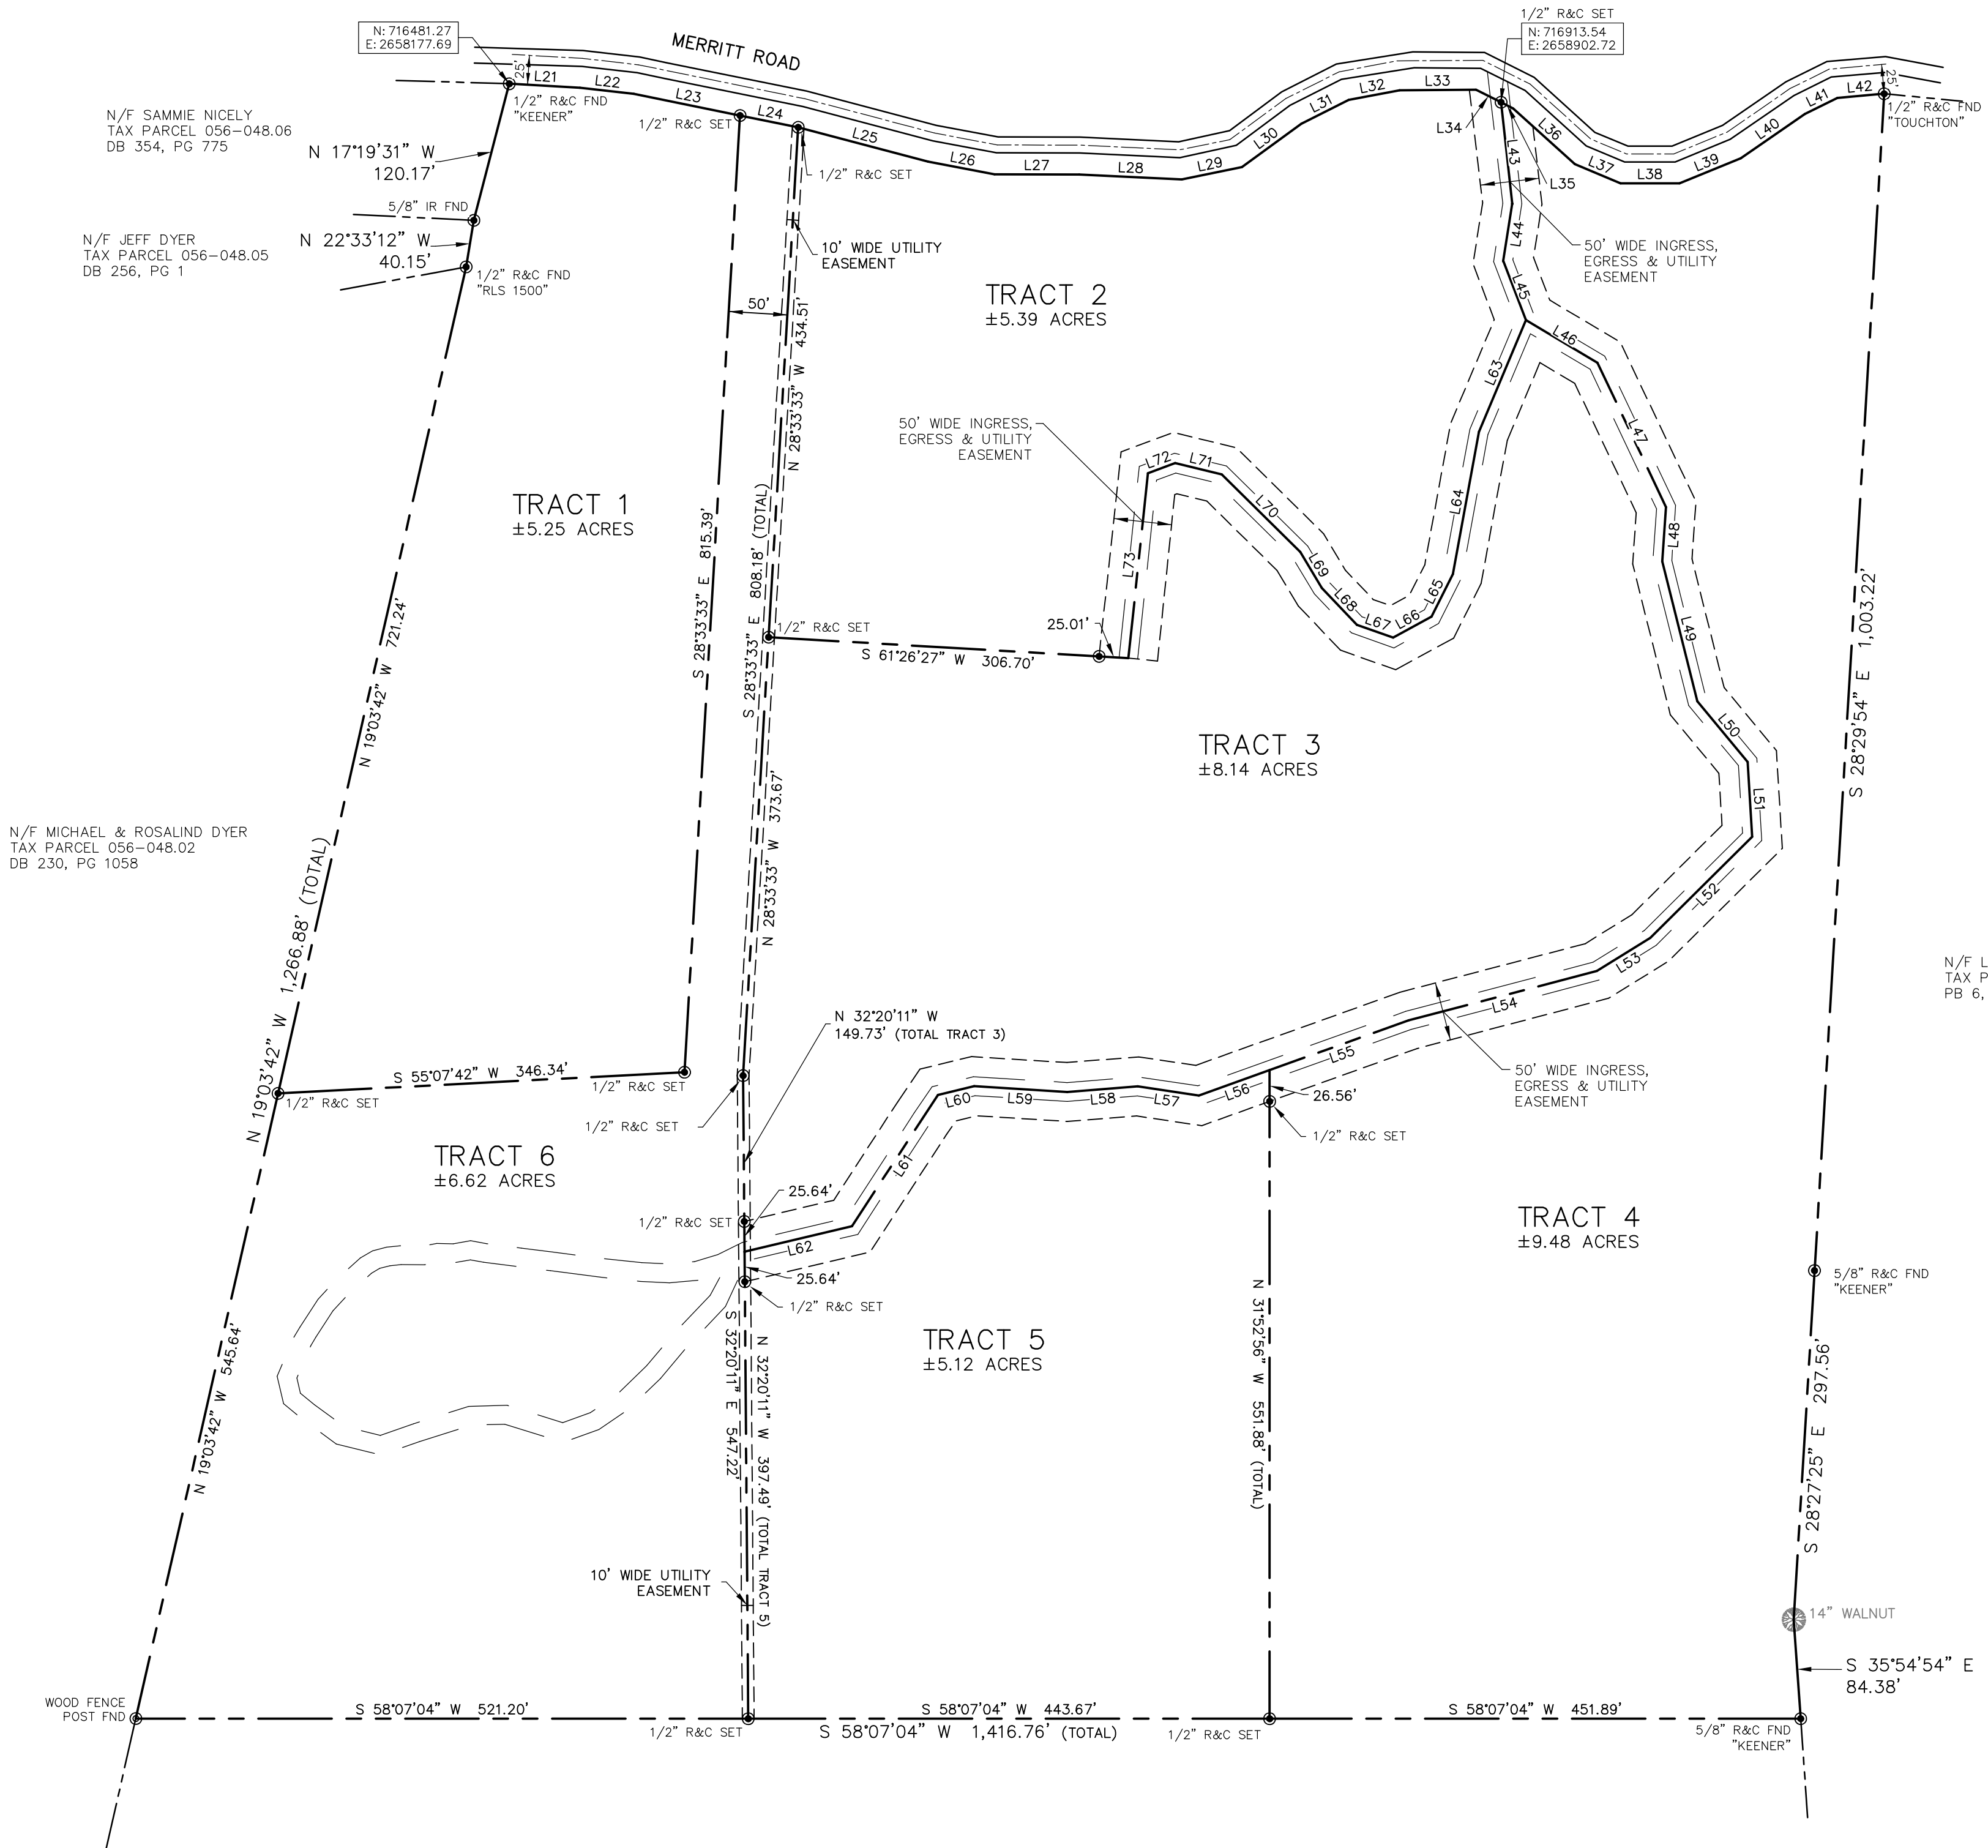 N: 716481.27
E: 2658177.69
MERRITT ROAD
1/2" R&C SET
N: 716913.54
E: 2658902.72
25'
L21
L22
L23
L24
L25
L26
L27
L28
L29
L30
L31
L32
L33
L34
L35
L36
L37
L38
L39
L40
L41
L42
25'
1/2" R&C FND
"KEENER"
1/2" R&C SET
1/2" R&C SET
1/2" R&C FND
"TOUCHTON"
N/F SAMMIE NICELY
TAX PARCEL 056-048.06
DB 354, PG 775
N 17°19'31" W
120.17'
5/8" IR FND
N/F JEFF DYER
TAX PARCEL 056-048.05
DB 256, PG 1
N 22°33'12" W
40.15'
1/2" R&C FND
"RLS 1500"
10' WIDE UTILITY
EASEMENT
50'
TRACT 2
±5.39 ACRES
L43
L44
L45
L46
L47
L48
L49
L50
L51
L52
L53
L54
L55
L56
L57
L58
L59
L60
L61
L62
L63
L64
L65
L66
L67
L68
L69
L70
L71
L72
L73
50' WIDE INGRESS,
EGRESS & UTILITY
EASEMENT
50' WIDE INGRESS,
EGRESS & UTILITY
EASEMENT
TRACT 1
±5.25 ACRES
N 28°33'33" W 434.51'
S 28°33'33" E 815.39'
S 28°33'33" E 808.18' (TOTAL)
N 19°03'42" W 721.24'
1/2" R&C SET
S 61°26'27" W 306.70'
25.01'
S 28°29'54" E 1,003.22'
TRACT 3
±8.14 ACRES
N 28°33'33" W 373.67'
N/F MICHAEL & ROSALIND DYER
TAX PARCEL 056-048.02
DB 230, PG 1058
N 19°03'42" W 1,266.88' (TOTAL)
N/F L
TAX P
PB 6,
N 32°20'11" W
149.73' (TOTAL TRACT 3)
S 55°07'42" W 346.34'
1/2" R&C SET
1/2" R&C SET
1/2" R&C SET
50' WIDE INGRESS,
EGRESS & UTILITY
EASEMENT
26.56'
1/2" R&C SET
TRACT 6
±6.62 ACRES
25.64'
1/2" R&C SET
25.64'
1/2" R&C SET
TRACT 4
±9.48 ACRES
5/8" R&C FND
"KEENER"
TRACT 5
±5.12 ACRES
N 19°03'42" W 545.64'
S 32°20'11" E 547.22'
N 32°20'11" W 397.49' (TOTAL TRACT 5)
N 31°52'56" W 551.88' (TOTAL)
S 28°27'25" E 297.56'
10' WIDE UTILITY
EASEMENT
14" WALNUT
S 35°54'54" E
84.38'
WOOD FENCE
POST FND
S 58°07'04" W 521.20'
S 58°07'04" W 443.67'
S 58°07'04" W 451.89'
1/2" R&C SET
S 58°07'04" W 1,416.76' (TOTAL)
1/2" R&C SET
5/8" R&C FND
"KEENER"